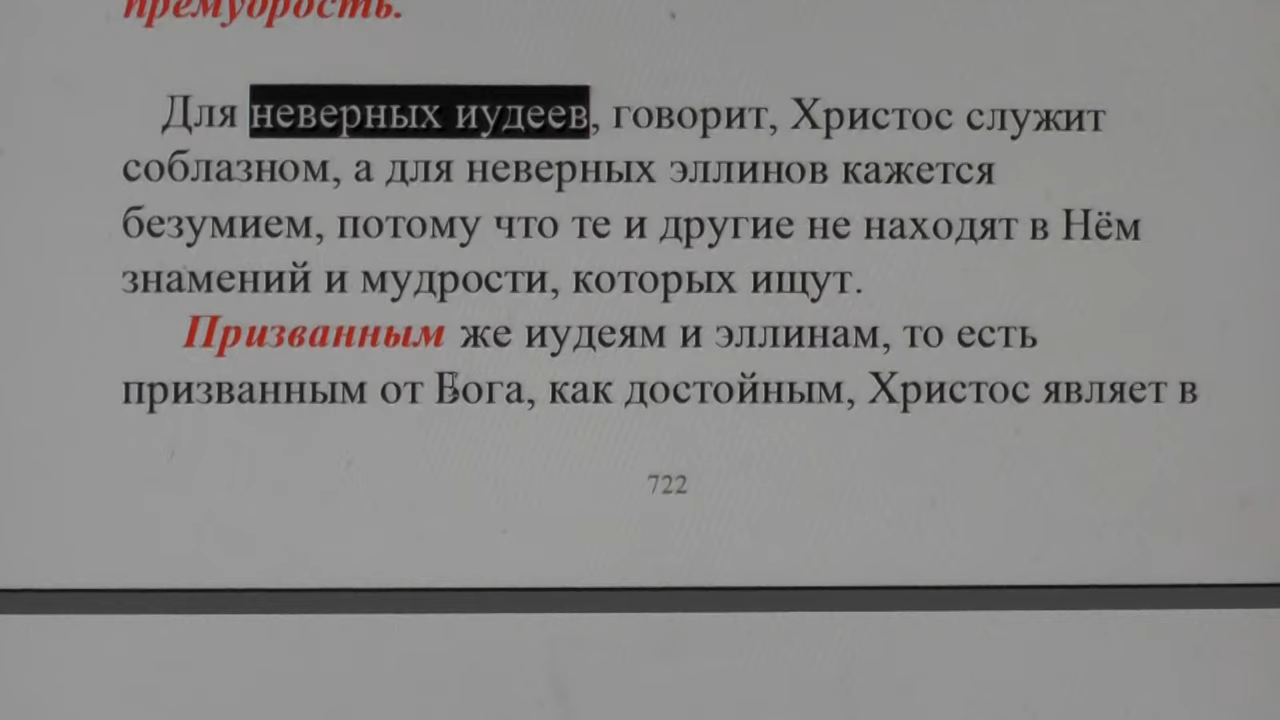 премудрость.
Для неверных иудеев, говорит, Христос служит
соблазном, а для неверных эллинов кажется
безумием, потому что те и другие не находят в Нём
знамений и мудрости, которых ищут.
Призванным же иудеям и эллинам, то есть
призванным от Бога, как достойным, Христос являет в
722